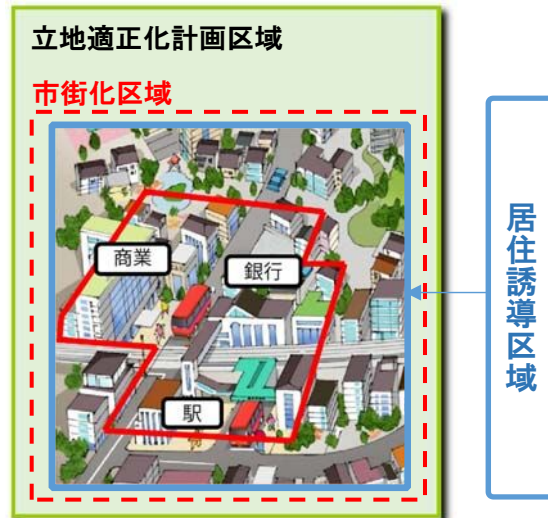 立地適正化計画区域
市街化区域
商業
銀行
駅
居住誘導区域